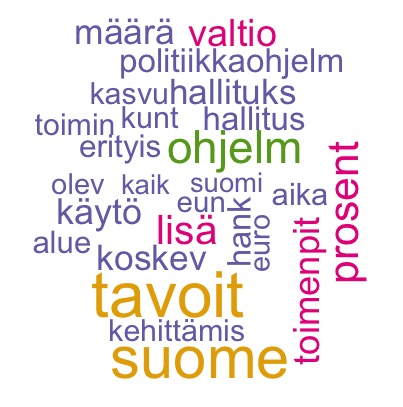 määrä valtio
politiikkaohjelm
kasvu hallituks
toimin kunt hallitus
erityis ohjelm
prosent
olev kaik suomi
eun aika
käytö
lisä hank euro
alue koskev
toimenpit
tavoit
kehittämis
suome